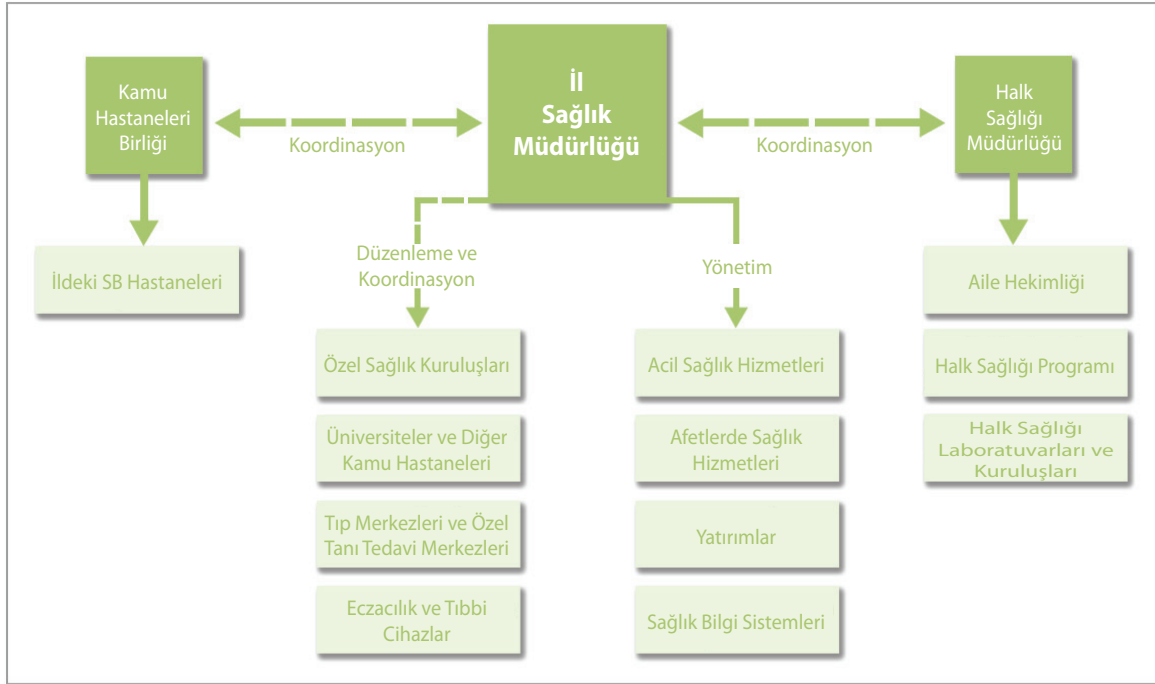 Kamu
Hastaneleri
Birliği
Koordinasyon
İl
Sağlık
Müdürlüğü
Koordinasyon
Halk
Sağlığı
Müdürlüğü
İldeki SB Hastaneleri
Düzenleme ve
Koordinasyon
Özel Sağlık Kuruluşları
Üniversiteler ve Diğer
Kamu Hastaneleri
Tıp Merkezleri ve Özel
Tanı Tedavi Merkezleri
Eczacılık ve Tıbbi
Cihazlar
Yönetim
Acil Sağlık Hizmetleri
Afetlerde Sağlık
Hizmetleri
Yatırımlar
Sağlık Bilgi Sistemleri
Aile Hekimliği
Halk Sağlığı Programı
Halk Sağlığı
Laboratuvarları ve
Kuruluşları